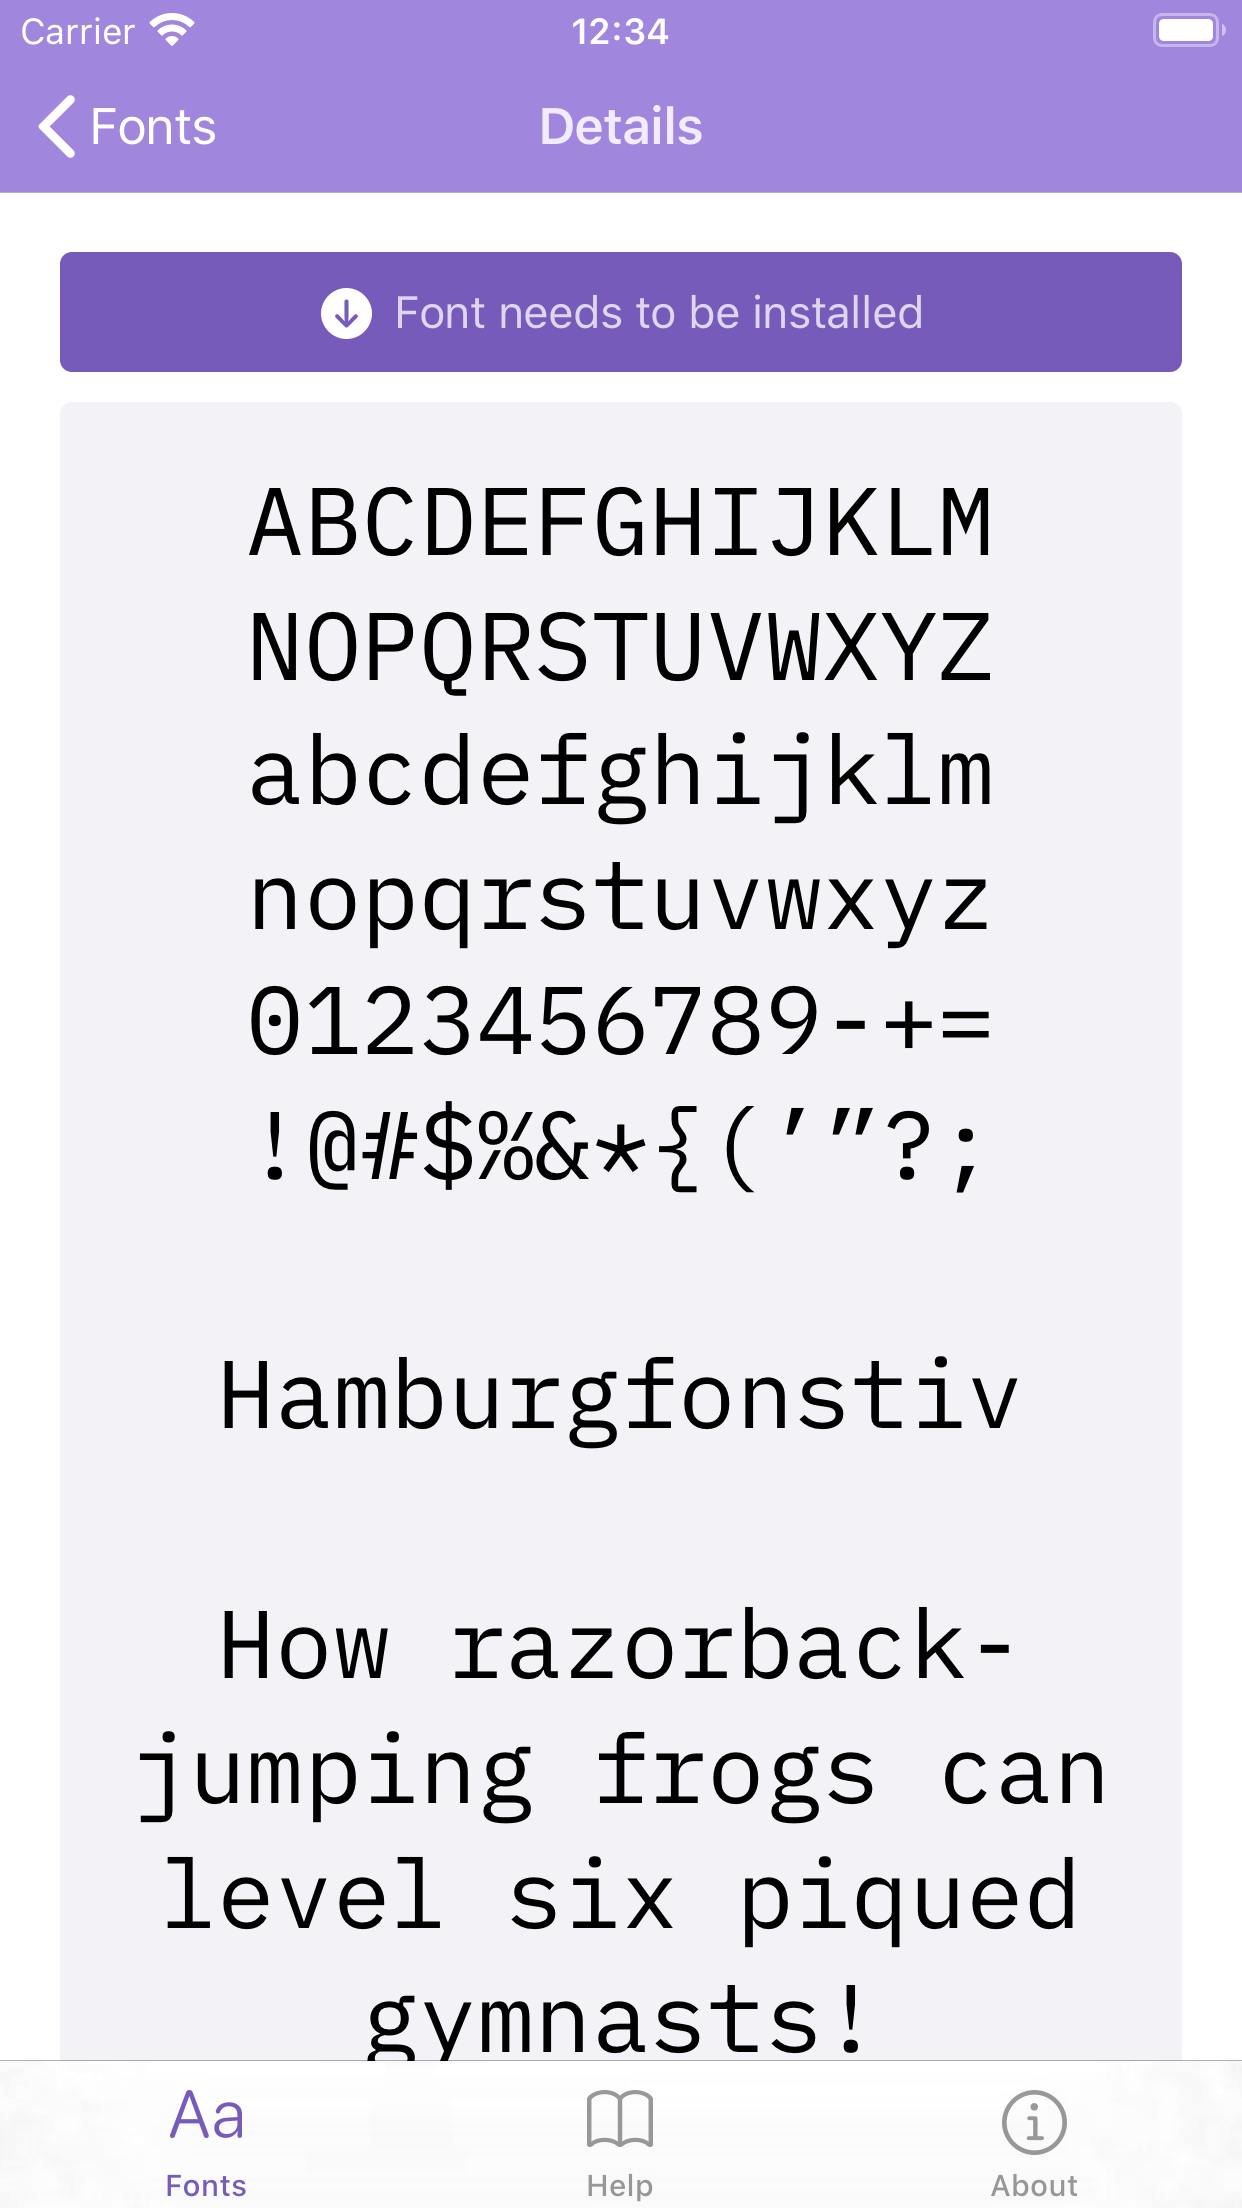 Carrier 12:34
Fonts Details
Font needs to be installed
ABCDEFGHIJKLM
NOPQRSTUVWXYZ
abcdefghijklm
nopqrstuvwxyz
0123456789-+=
!@#$%&*{(’”?;
Hamburgfonstiv
How razorback-
jumping frogs can
level six piqued
gymnasts!
Aa
Fonts Help About